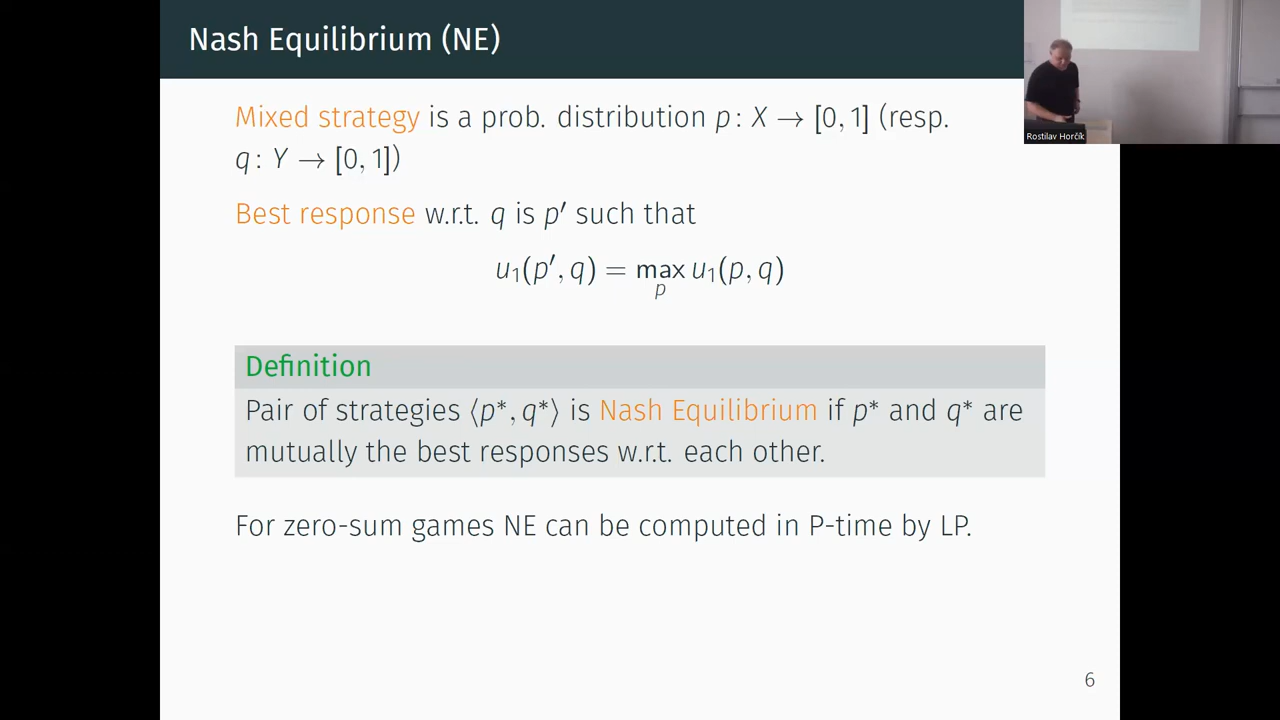 Nash Equilibrium (NE)
Mixed strategy is a prob. distribution p: X → [0, 1] (resp.
q: Y → [0, 1])
Best response w.r.t. q is p′ such that
u₁(p′, q) = max u₁(p, q)
p
Definition
Pair of strategies ⟨p*, q*⟩ is Nash Equilibrium if p* and q* are
mutually the best responses w.r.t. each other.
For zero-sum games NE can be computed in P-time by LP.
6
Rostilav Horčík